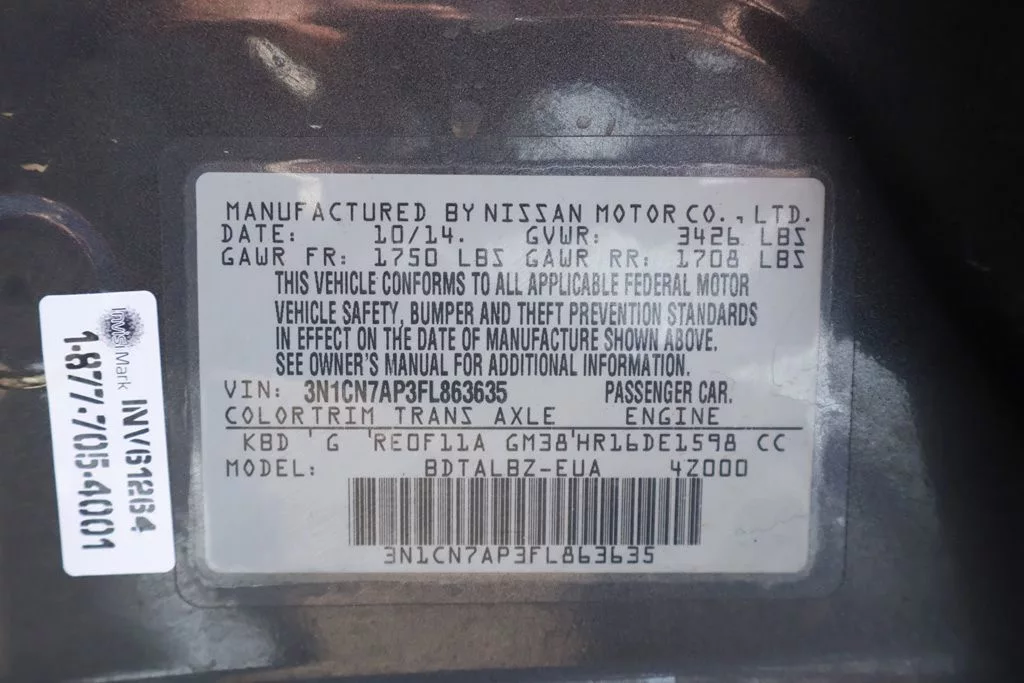 MANUFACTURED BY NISSAN MOTOR CO., LTD.
DATE: 10/14. GVWR: 3426 LBS
GAWR FR: 1750 LBS GAWR RR: 1708 LBS
THIS VEHICLE CONFORMS TO ALL APPLICABLE FEDERAL MOTOR
VEHICLE SAFETY, BUMPER AND THEFT PREVENTION STANDARDS
IN EFFECT ON THE DATE OF MANUFACTURE SHOWN ABOVE.
SEE OWNER'S MANUAL FOR ADDITIONAL INFORMATION.
VIN: 3N1CN7AP3FL863635 PASSENGER CAR.
COLORTRIM TRANS AXLE ENGINE
KBD ' G 'RE0F11A GM38'HR16DE1598 CC
MODEL: BDTALBZ-EUA 4Z000
3N1CN7AP3FL863635
InvisiMark INV61264
1-877-705-4001